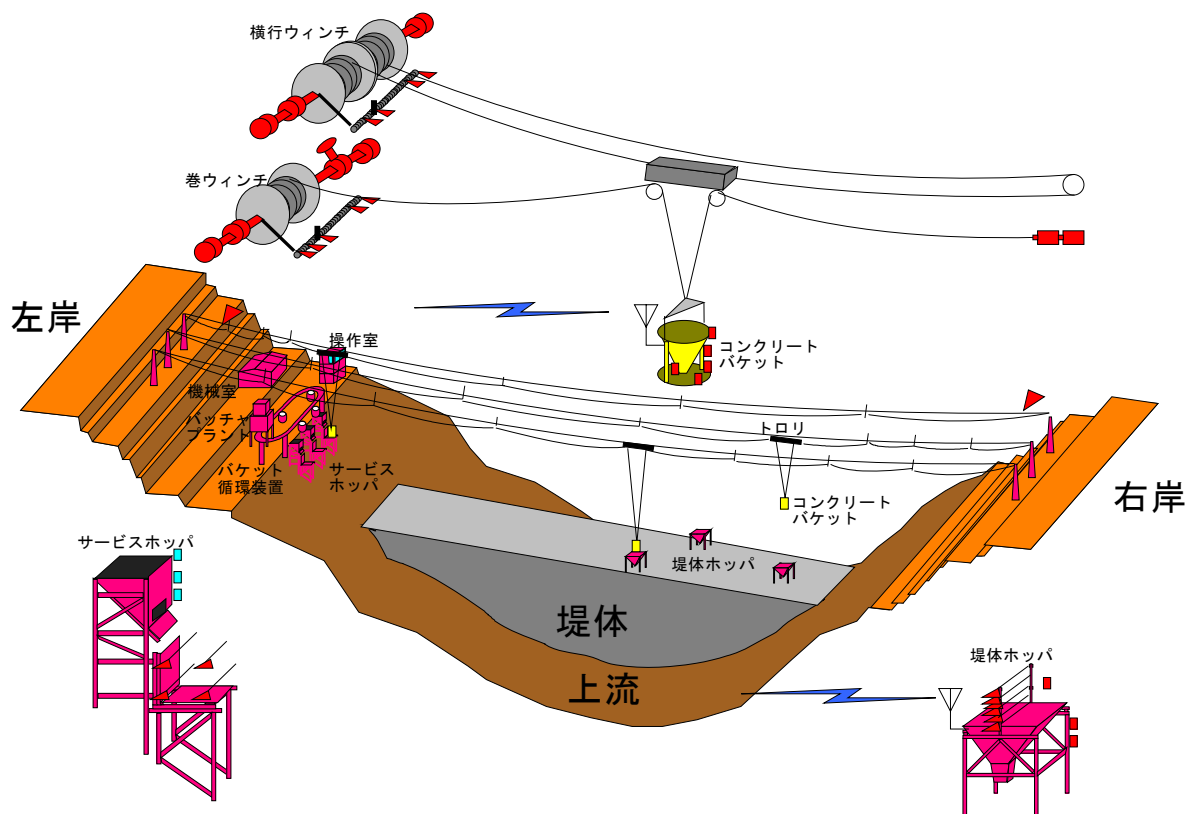 横行ウィンチ
巻ウィンチ
左岸
操作室
コンクリート
バケット
機械室
バッチャ
プラント
トロリ
バケット
循環装置
サービス
ホッパ
コンクリート
バケット
右岸
サービスホッパ
堤体ホッパ
堤体
堤体ホッパ
上流